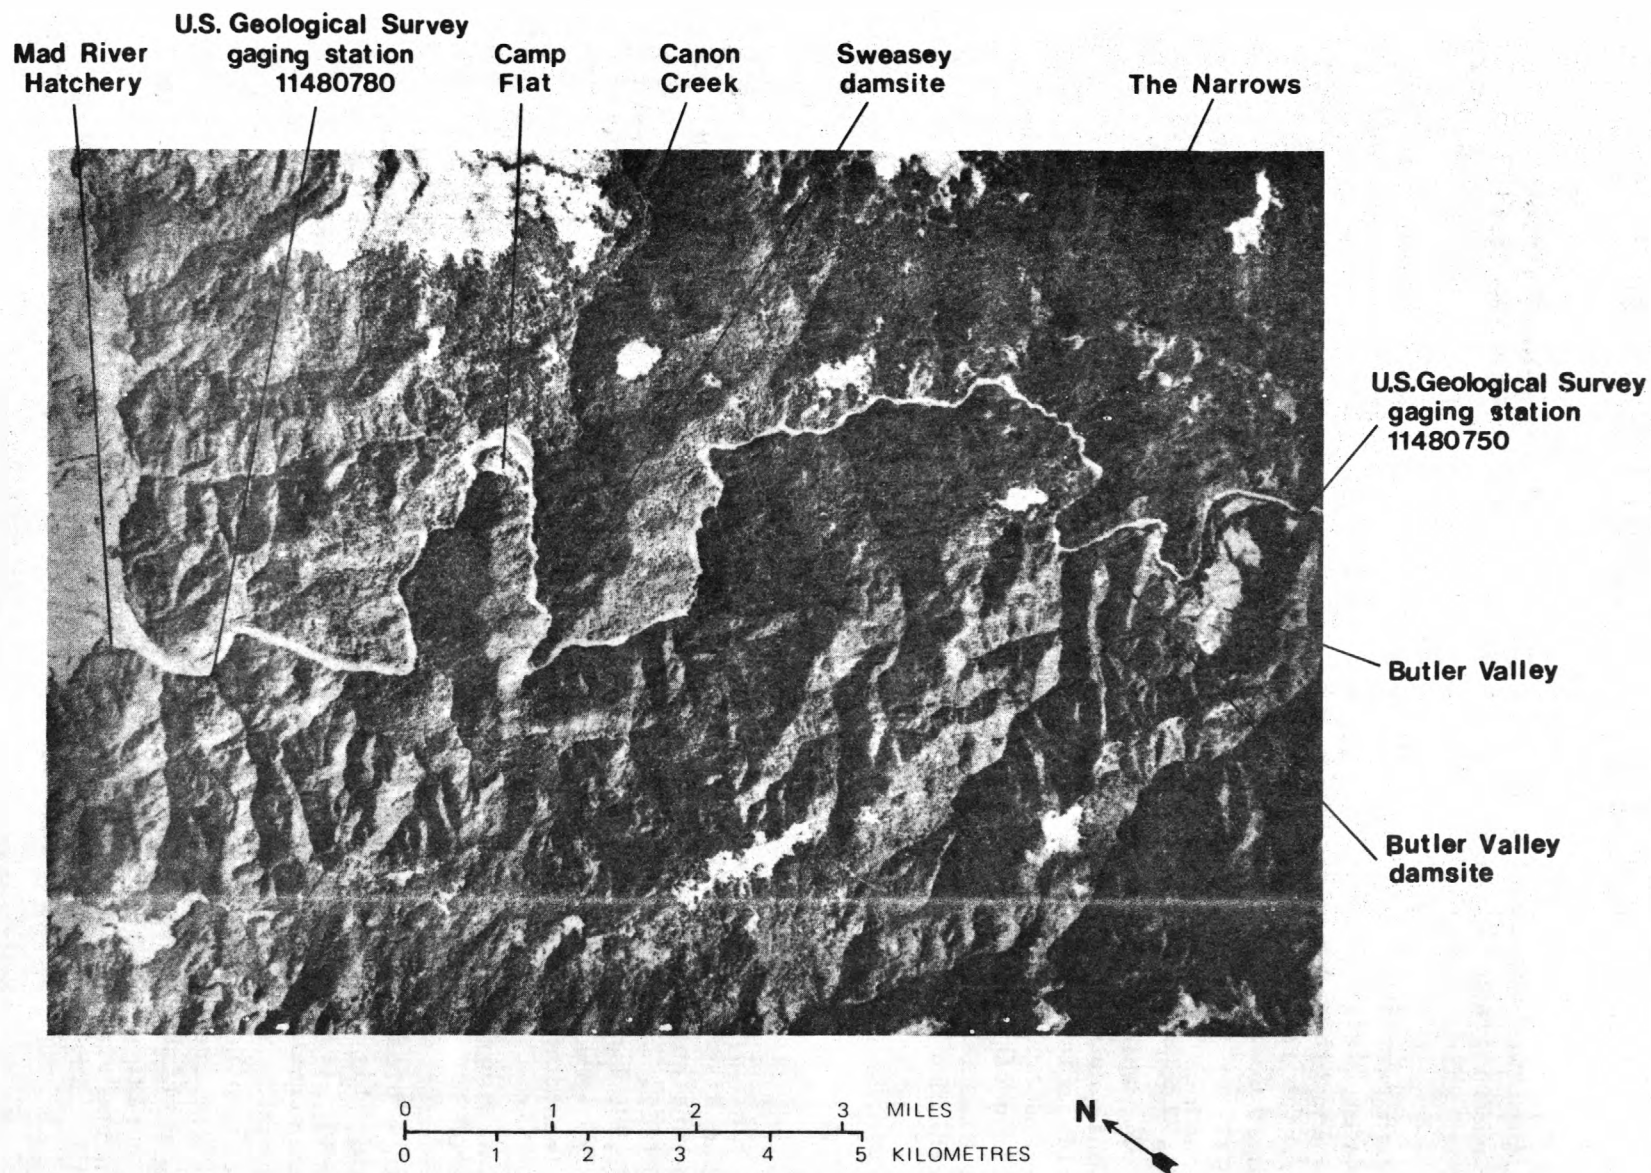 Mad River
Hatchery
U.S. Geological Survey
gaging station
11480780
Camp
Flat
Canon
Creek
Sweasey
damsite
The Narrows
U.S.Geological Survey
gaging station
11480750
Butler Valley
Butler Valley
damsite
0 1 2 3 MILES
0 1 2 3 4 5 KILOMETRES
N